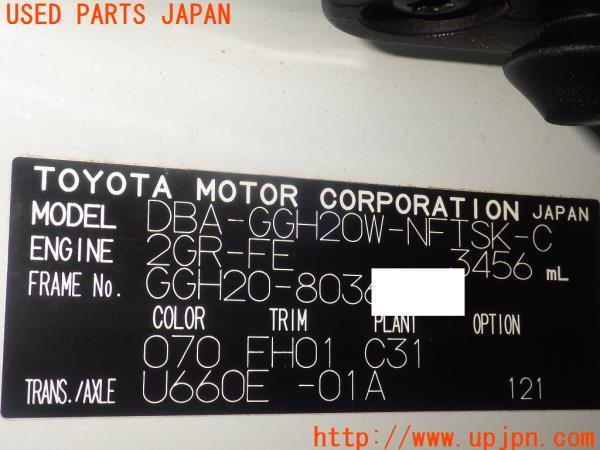 USED PARTS JAPAN
TOYOTA MOTOR CORPORATION JAPAN
MODEL DBA-GGH20W-NFTSK-C
ENGINE 2GR-FE 3456 mL
FRAME No. GGH20-8036
COLOR TRIM PLANT OPTION
070 FH01 C31
TRANS./AXLE U660E -01A 121
http://www.upjpn.com